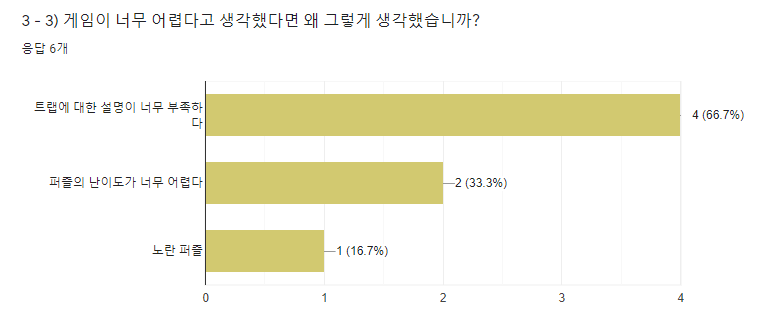 3 - 3) 게임이 너무 어렵다고 생각했다면 왜 그렇게 생각했습니까?
응답 6개
트랩에 대한 설명이 너무 부족하
다
4 (66.7%)
퍼즐의 난이도가 너무 어렵다
2 (33.3%)
노란 퍼즐
1 (16.7%)
0 1 2 3 4